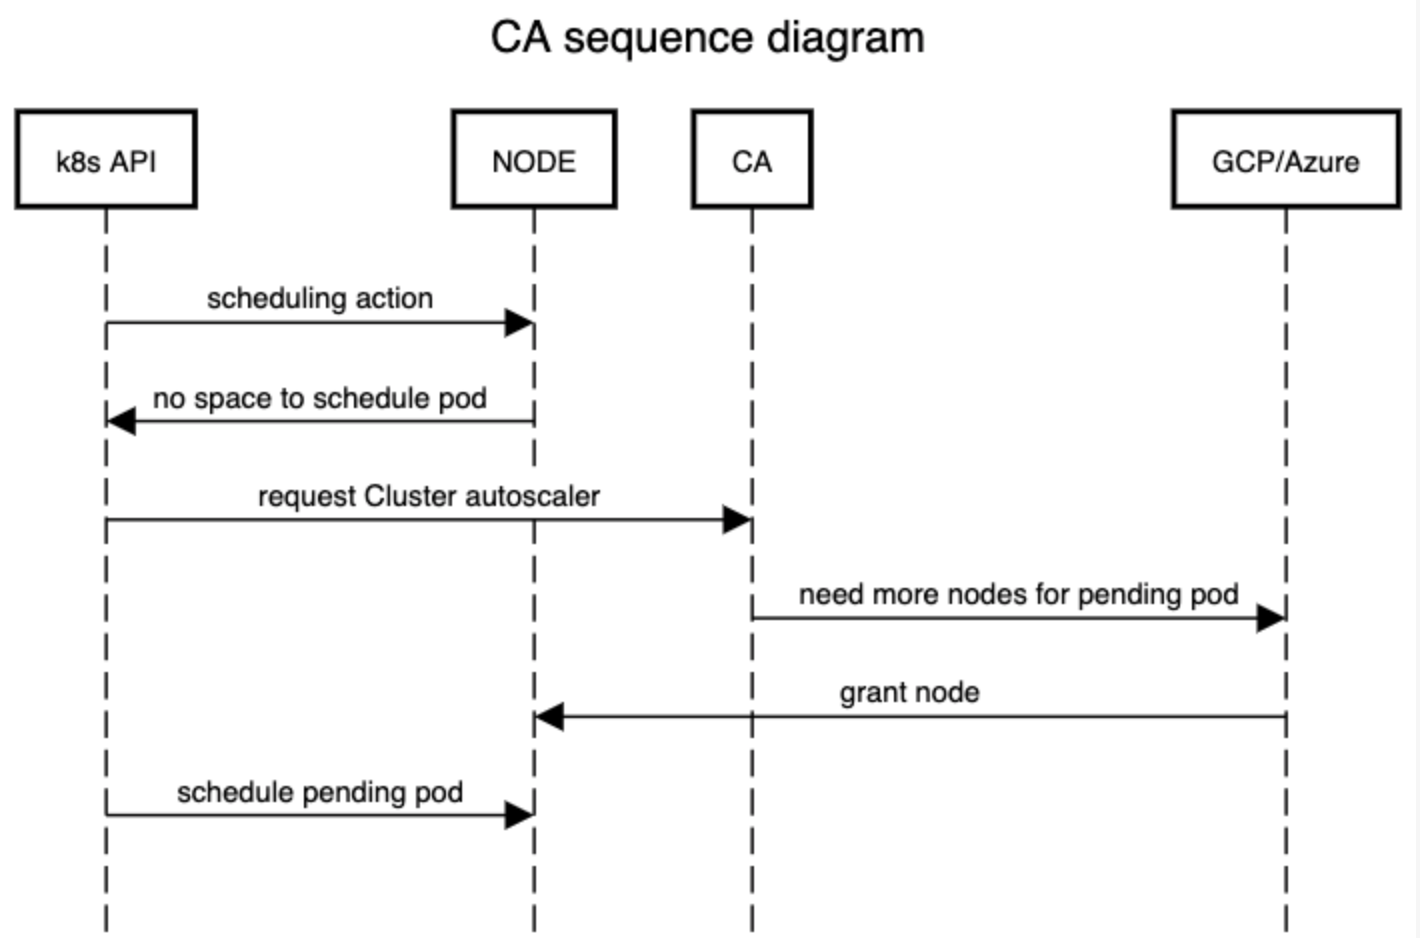 CA sequence diagram
k8s API
NODE
CA
GCP/Azure
scheduling action
no space to schedule pod
request Cluster autoscaler
need more nodes for pending pod
grant node
schedule pending pod